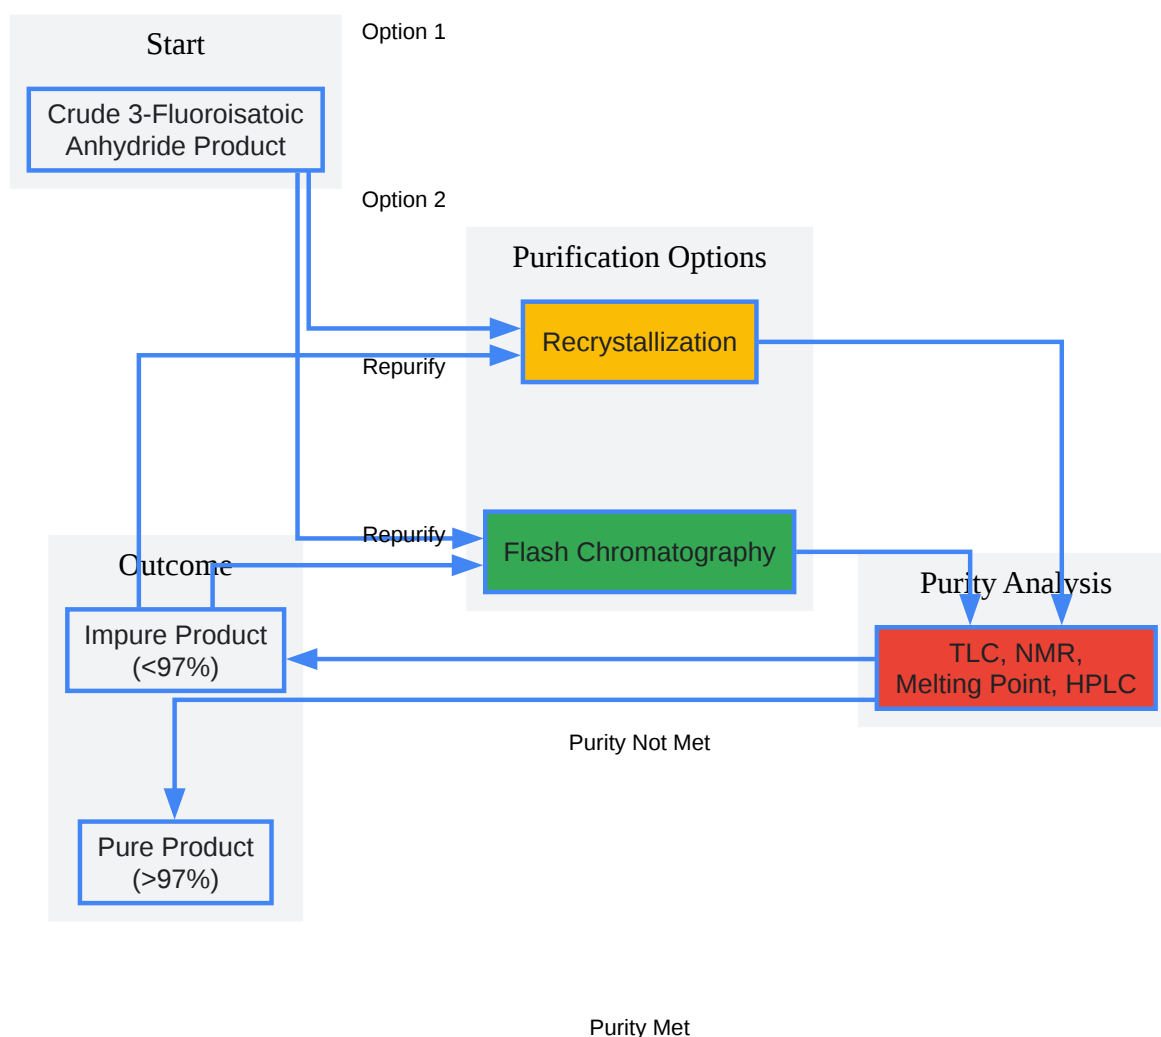 Start
Option 1
Crude 3-Fluoroisatoic
Anhydride Product
Option 2
Purification Options
Recrystallization
Repurify
Repurify
Flash Chromatography
Outcome
Purity Analysis
Impure Product
(<97%)
TLC, NMR,
Melting Point, HPLC
Purity Not Met
Pure Product
(>97%)
Purity Met